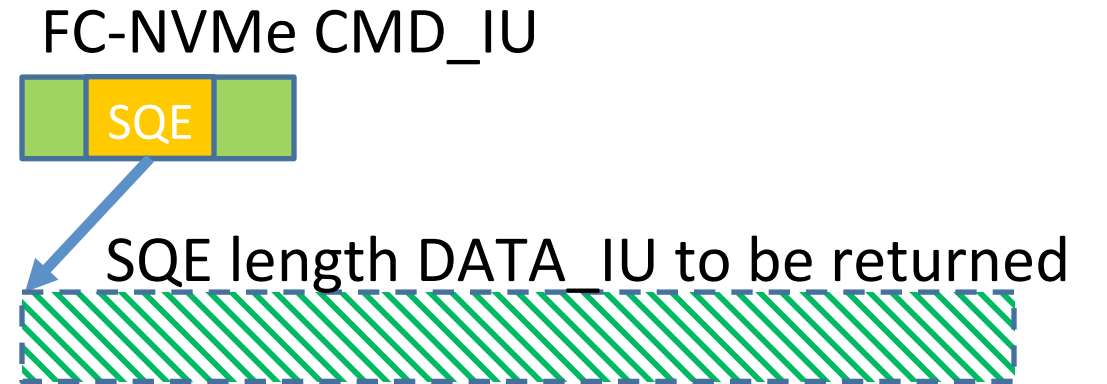 FC-NVMe CMD_IU
SQE
SQE length DATA_IU to be returned